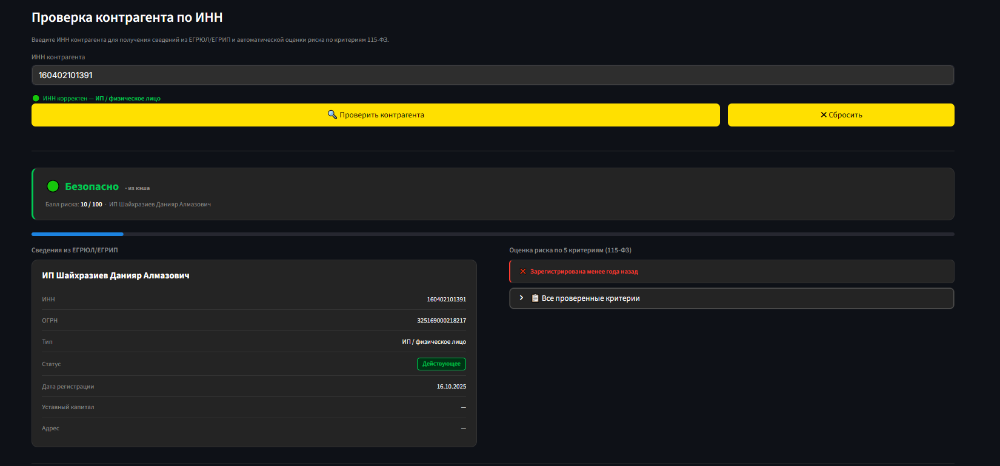 Проверка контрагента по ИНН
Введите ИНН контрагента для получения сведений из ЕГРЮЛ/ЕГРИП и автоматической оценки риска по критериям 115-ФЗ.
ИНН контрагента
160402101391
ИНН корректен — ИП / физическое лицо
Проверить контрагента
✕ Сбросить
Безопасно · из кэша
Балл риска: 10 / 100 · ИП Шайхразиев Данияр Алмазович
Сведения из ЕГРЮЛ/ЕГРИП
ИП Шайхразиев Данияр Алмазович
ИНН 160402101391
ОГРН 325169000218217
Тип ИП / физическое лицо
Статус Действующее
Дата регистрации 16.10.2025
Уставный капитал —
Адрес —
Оценка риска по 5 критериям (115-ФЗ)
✕ Зарегистрирована менее года назад
Все проверенные критерии